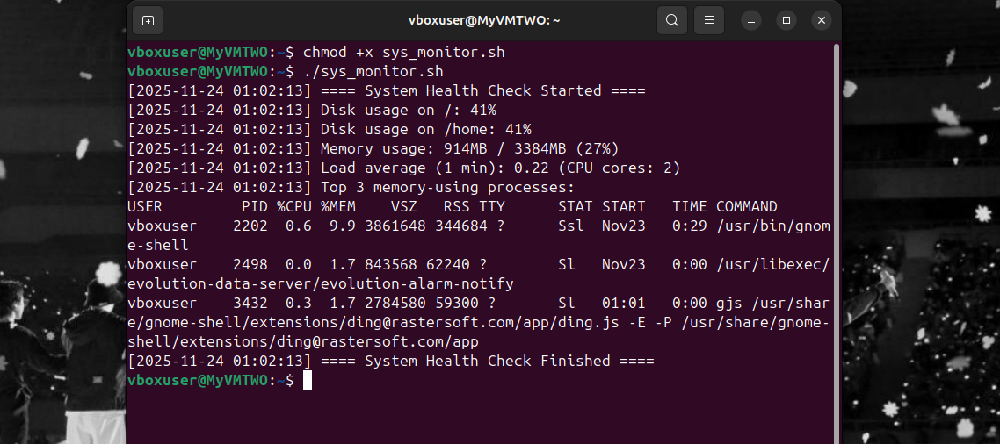 vboxuser@MyVMTWO: ~
vboxuser@MyVMTWO:~$ chmod +x sys_monitor.sh
vboxuser@MyVMTWO:~$ ./sys_monitor.sh
[2025-11-24 01:02:13] ==== System Health Check Started ====
[2025-11-24 01:02:13] Disk usage on /: 41%
[2025-11-24 01:02:13] Disk usage on /home: 41%
[2025-11-24 01:02:13] Memory usage: 914MB / 3384MB (27%)
[2025-11-24 01:02:13] Load average (1 min): 0.22 (CPU cores: 2)
[2025-11-24 01:02:13] Top 3 memory-using processes:
USER         PID %CPU %MEM    VSZ   RSS TTY      STAT START   TIME COMMAND
vboxuser    2202  0.6  9.9 3861648 344684 ?      Ssl  Nov23   0:29 /usr/bin/gnom
e-shell
vboxuser    2498  0.0  1.7 843568 62240 ?        Sl   Nov23   0:00 /usr/libexec/
evolution-data-server/evolution-alarm-notify
vboxuser    3432  0.3  1.7 2784580 59300 ?       Sl   01:01   0:00 gjs /usr/shar
e/gnome-shell/extensions/ding@rastersoft.com/app/ding.js -E -P /usr/share/gnome-
shell/extensions/ding@rastersoft.com/app
[2025-11-24 01:02:13] ==== System Health Check Finished ====
vboxuser@MyVMTWO:~$